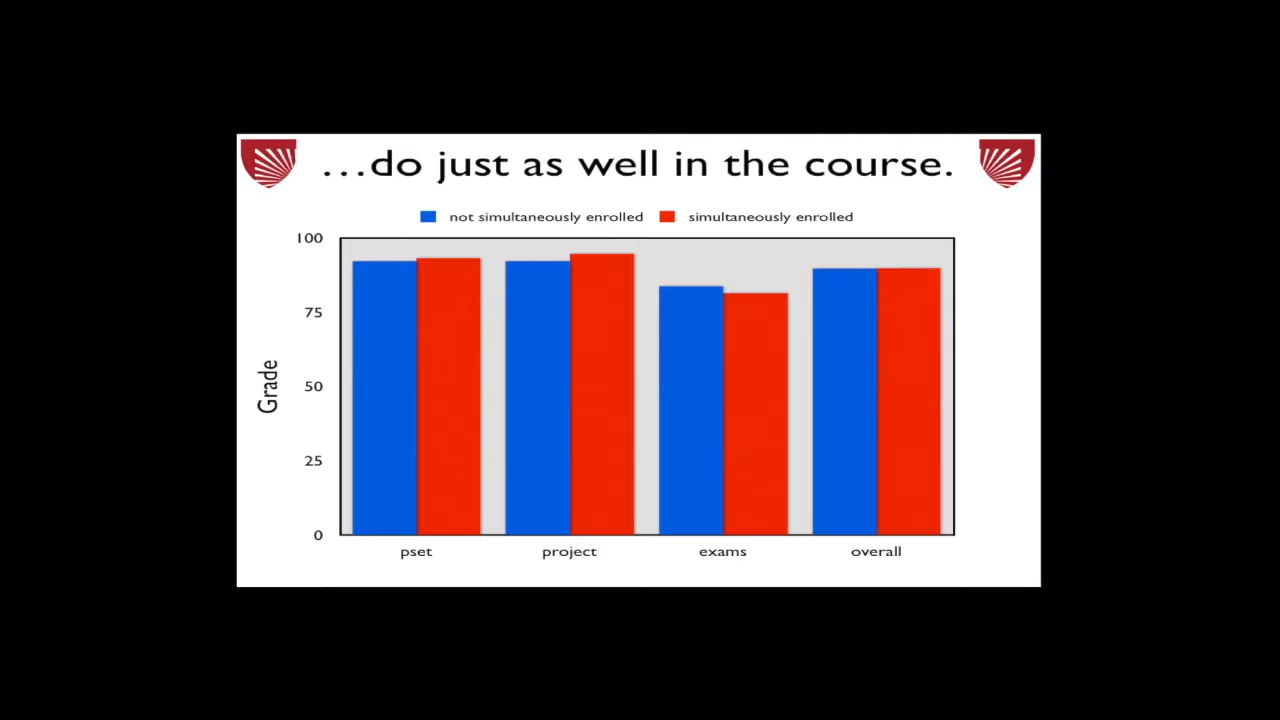 ...do just as well in the course.
not simultaneously enrolled simultaneously enrolled
100
75
50
25
0
Grade
pset project exams overall